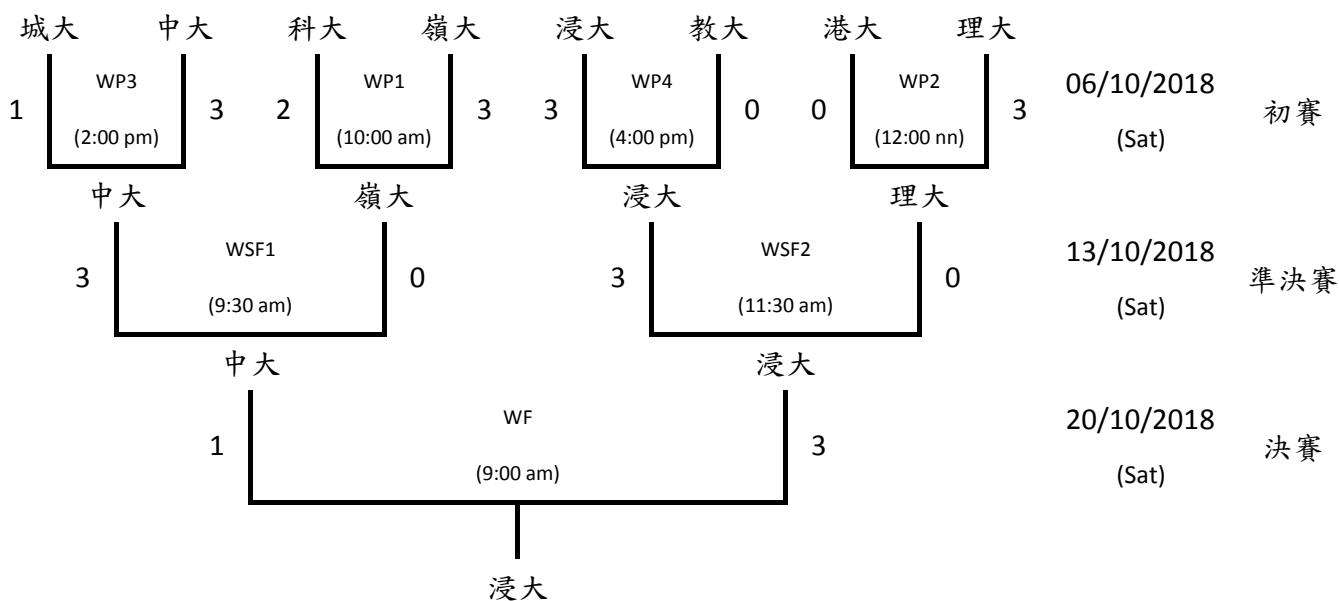 城大 中大 科大 嶺大 浸大 教大 港大 理大
WP3 WP1 WP4 WP2 06/10/2018
1 3 2 3 3 0 0 3 初賽
(2:00 pm) (10:00 am) (4:00 pm) (12:00 nn) (Sat)
中大 嶺大 浸大 理大
WSF1 WSF2 13/10/2018
3 0 3 0 準決賽
(9:30 am) (11:30 am) (Sat)
中大 浸大
WF 20/10/2018
1 3 決賽
(9:00 am) (Sat)
浸大